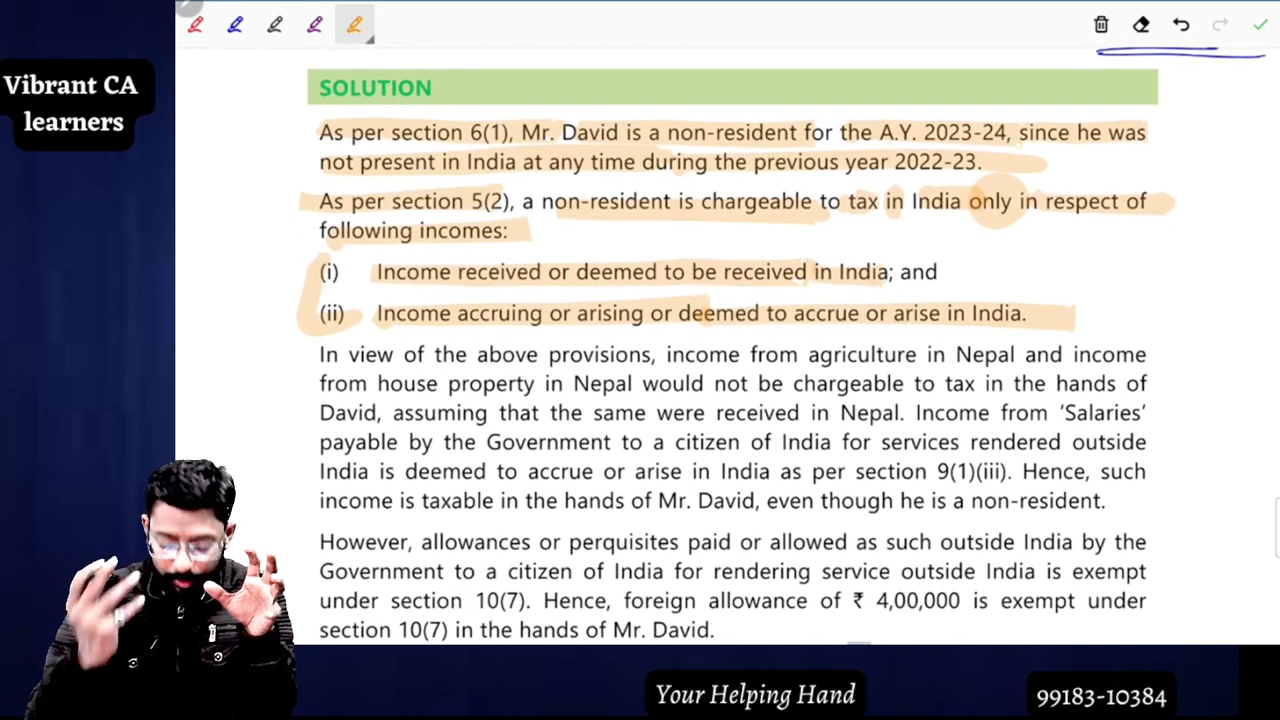 Vibrant CA
learners
SOLUTION
As per section 6(1), Mr. David is a non-resident for the A.Y. 2023-24, since he was
not present in India at any time during the previous year 2022-23.
As per section 5(2), a non-resident is chargeable to tax in India only in respect of
following incomes:
(i) Income received or deemed to be received in India; and
(ii) Income accruing or arising or deemed to accrue or arise in India.
In view of the above provisions, income from agriculture in Nepal and income
from house property in Nepal would not be chargeable to tax in the hands of
David, assuming that the same were received in Nepal. Income from ‘Salaries’
payable by the Government to a citizen of India for services rendered outside
India is deemed to accrue or arise in India as per section 9(1)(iii). Hence, such
income is taxable in the hands of Mr. David, even though he is a non-resident.
However, allowances or perquisites paid or allowed as such outside India by the
Government to a citizen of India for rendering service outside India is exempt
under section 10(7). Hence, foreign allowance of ₹ 4,00,000 is exempt under
section 10(7) in the hands of Mr. David.
Your Helping Hand
99183-10384